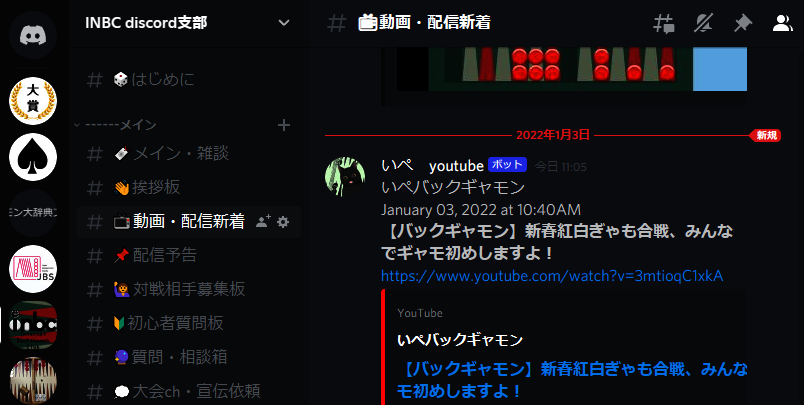 INBC discord支部
動画・配信新着
大
賞
モン大辞典プ
JBS
はじめに
------メイン
メイン・雑談
挨拶板
動画・配信新着
配信予告
対戦相手募集板
初心者質問板
質問・相談箱
大会ch・宣伝依頼
2022年1月3日
新規
いぺ　youtube ボット 今日 11:05
いぺバックギャモン
January 03, 2022 at 10:40AM
【バックギャモン】新春紅白ぎゃも合戦、みんな
でギャモ初めしますよ！
https://www.youtube.com/watch?v=3mtioqC1xkA
YouTube
いぺバックギャモン
【バックギャモン】新春紅白ぎゃも合戦、みんな
モ初めしますよ！